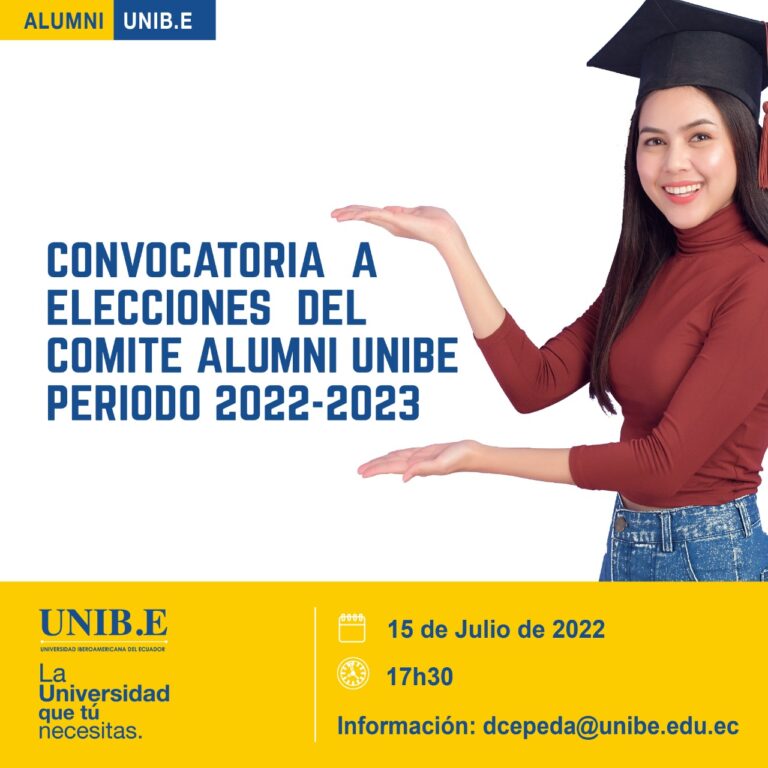 ALUMNI UNIB.E
CONVOCATORIA A
ELECCIONES DEL
COMITE ALUMNI UNIBE
PERIODO 2022-2023
UNIB.E
UNIVERSIDAD IBEROAMERICANA DEL ECUADOR
La
Universidad
que tú
necesitas.
15 de Julio de 2022
17h30
Información: dcepeda@unibe.edu.ec